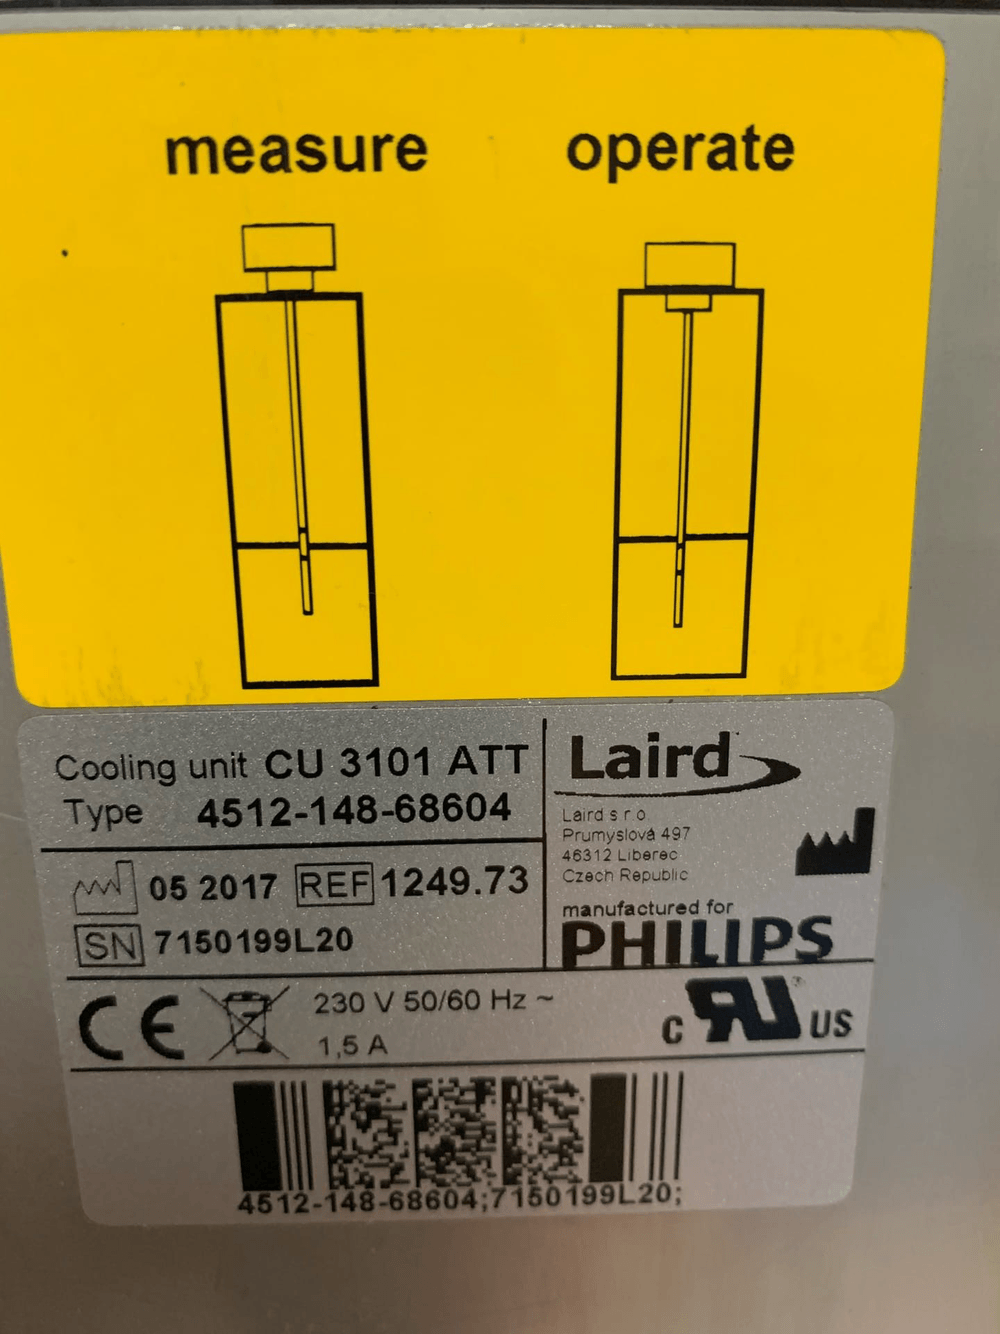 measure
operate
Cooling unit CU 3101 ATT
Type 4512-148-68604
05 2017 REF 1249.73
SN 7150199L20
Laird
Laird s r o
Prumyslová 497
46312 Liberec
Czech Republic
manufactured for
PHILIPS
CE 230 V 50/60 Hz ~
1,5 A
C RU US
4512-148-68604;7150199L20;